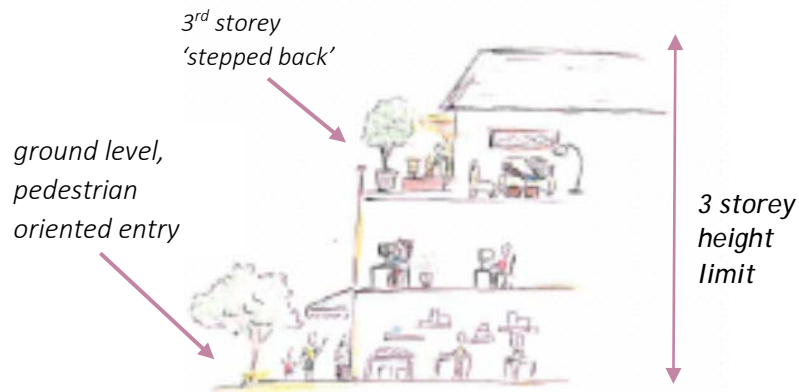 3rd storey
‘stepped back’
ground level,
pedestrian
oriented entry
3 storey
height
limit